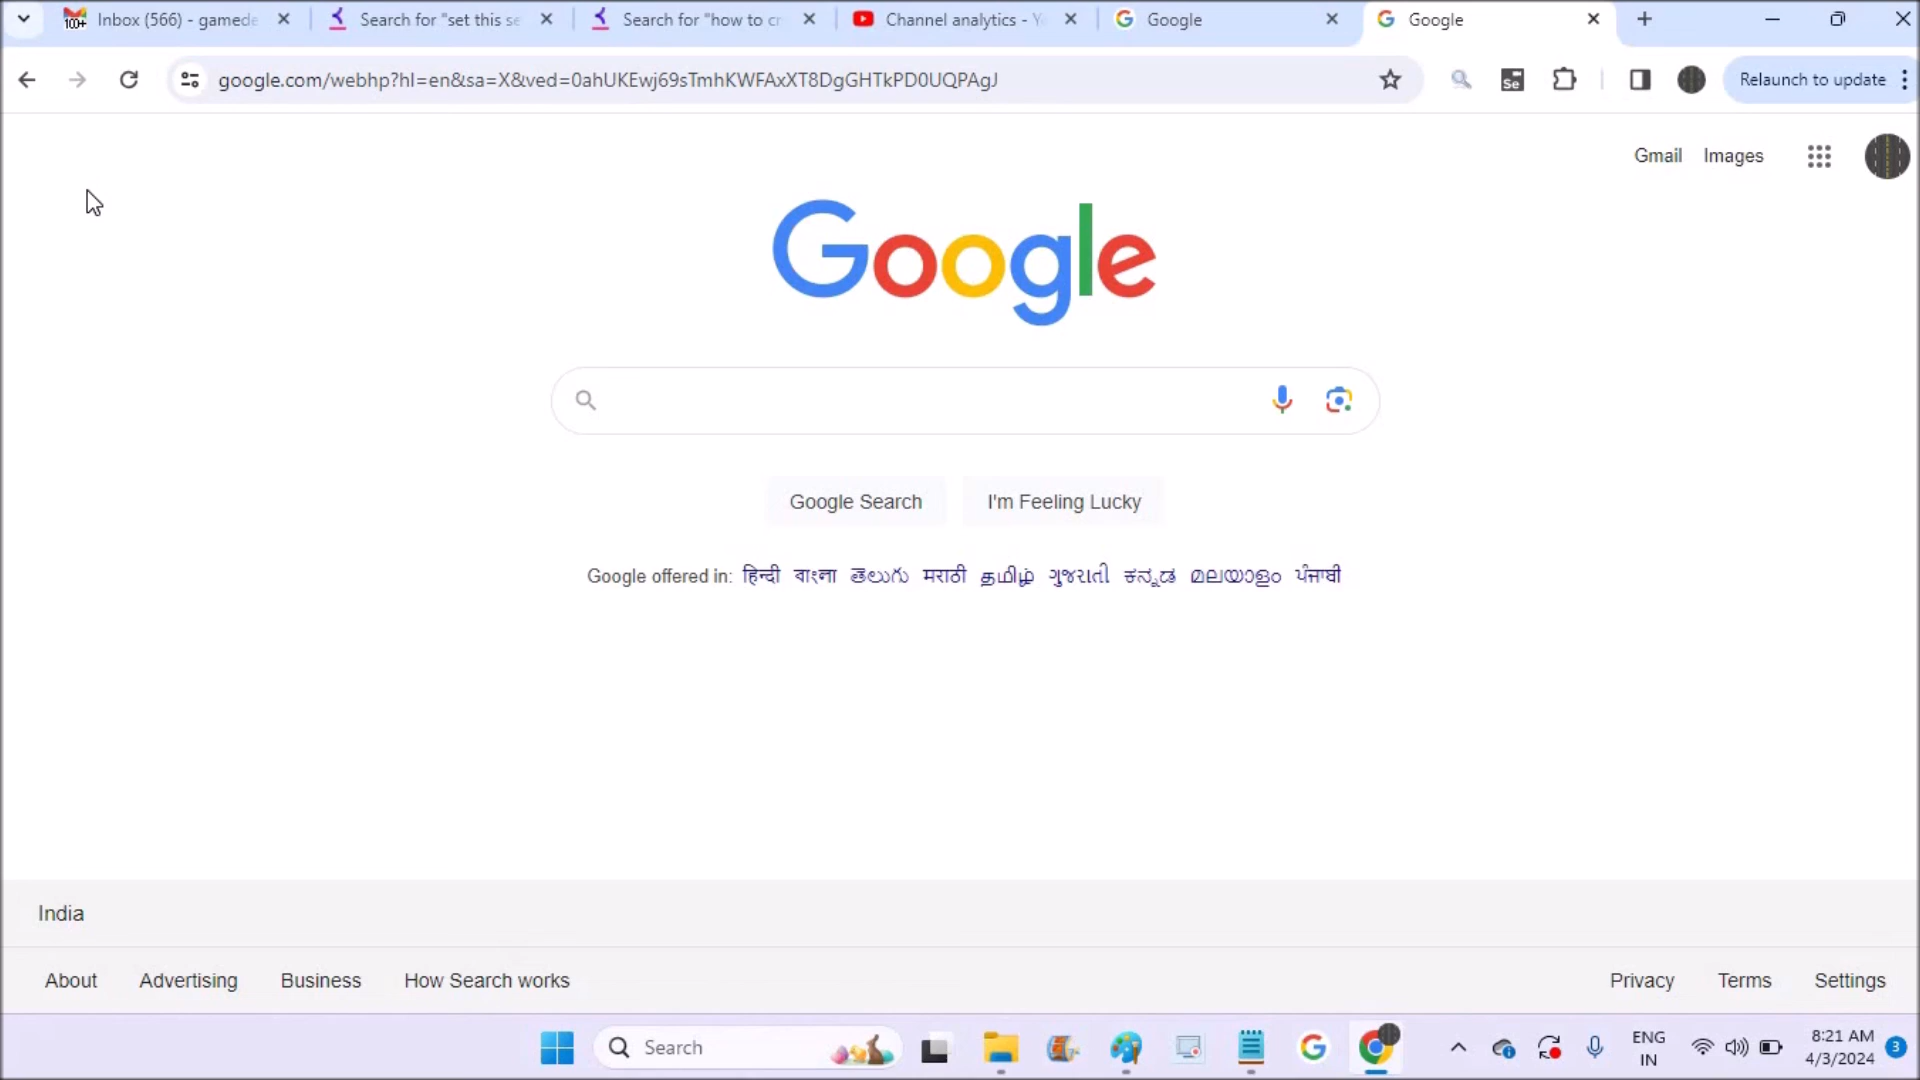 100+ Inbox (566) - gamede Search for "set this se Search for "how to cr Channel analytics - Y Google Google
google.com/webhp?hl=en&sa=X&ved=0ahUKEwj69sTmhKWFAxXT8DgGHTkPD0UQPAgJ Se Relaunch to update
Gmail Images
Google
Google Search I'm Feeling Lucky
Google offered in: हिन्दी বাংলা తెలుగు मराठी தமிழ் ગુજરાતી ಕನ್ನಡ മലയാളം ਪੰਜਾਬੀ
India
About Advertising Business How Search works Privacy Terms Settings
Search ENG 8:21 AM
IN 4/3/2024 3